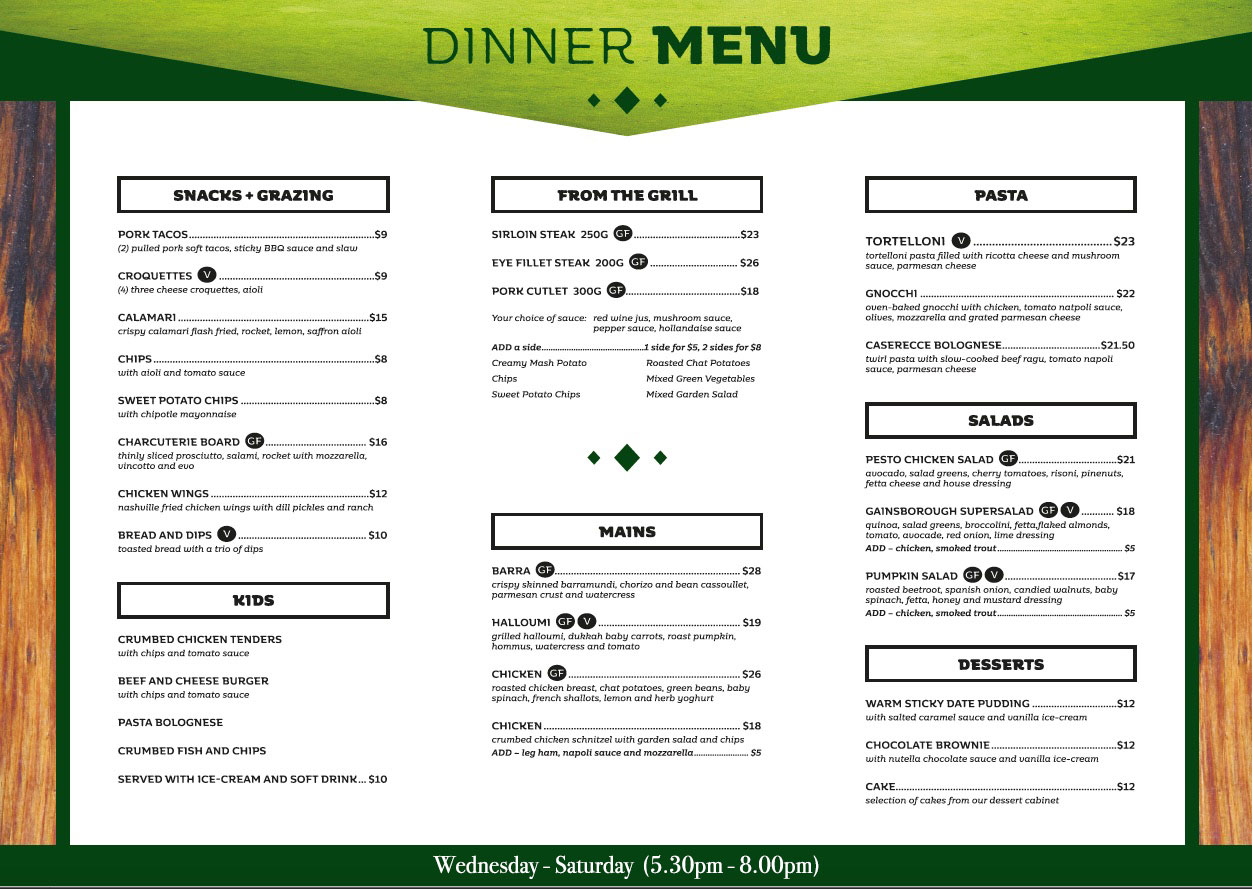 DINNER MENU
SNACKS + GRAZING
PORK TACOS....................$9
(2) pulled pork soft tacos, sticky BBQ sauce and slaw
CROQUETTES V ....................$9
(4) three cheese croquettes, aioli
CALAMARI....................$15
crispy calamari flash fried, rocket, lemon, saffron aioli
CHIPS....................$8
with aioli and tomato sauce
SWEET POTATO CHIPS ....................$8
with chipotle mayonnaise
CHARCUTERIE BOARD GF.................... $16
thinly sliced prosciutto, salami, rocket with mozzarella,
vincotto and evo
CHICKEN WINGS ....................$12
nashville fried chicken wings with dill pickles and ranch
BREAD AND DIPS V .................... $10
toasted bread with a trio of dips
KIDS
CRUMBED CHICKEN TENDERS
with chips and tomato sauce
BEEF AND CHEESE BURGER
with chips and tomato sauce
PASTA BOLOGNESE
CRUMBED FISH AND CHIPS
SERVED WITH ICE-CREAM AND SOFT DRINK... $10
FROM THE GRILL
SIRLOIN STEAK 250G GF....................$23
EYE FILLET STEAK 200G GF .................... $26
PORK CUTLET 300G GF....................$18
Your choice of sauce: red wine jus, mushroom sauce,
pepper sauce, hollandaise sauce
ADD a side....................1 side for $5, 2 sides for $8
Creamy Mash Potato Roasted Chat Potatoes
Chips Mixed Green Vegetables
Sweet Potato Chips Mixed Garden Salad
MAINS
BARRA GF.................... $28
crispy skinned barramundi, chorizo and bean cassoullet,
parmesan crust and watercress
HALLOUMI GF V .................... $19
grilled halloumi, dukkah baby carrots, roast pumpkin,
hommus, watercress and tomato
CHICKEN GF .................... $26
roasted chicken breast, chat potatoes, green beans, baby
spinach, french shallots, lemon and herb yoghurt
CHICKEN.................... $18
crumbed chicken schnitzel with garden salad and chips
ADD – leg ham, napoli sauce and mozzarella.................... $5
PASTA
TORTELLONI V ....................$23
tortelloni pasta filled with ricotta cheese and mushroom
sauce, parmesan cheese
GNOCCHI .................... $22
oven-baked gnocchi with chicken, tomato natpoli sauce,
olives, mozzarella and grated parmesan cheese
CASERECCE BOLOGNESE....................$21.50
twirl pasta with slow-cooked beef ragu, tomato napoli
sauce, parmesan cheese
SALADS
PESTO CHICKEN SALAD GF....................$21
avocado, salad greens, cherry tomatoes, risoni, pinenuts,
fetta cheese and house dressing
GAINSBOROUGH SUPERSALAD GF V ............ $18
quinoa, salad greens, broccolini, fetta,flaked almonds,
tomato, avocade, red onion, lime dressing
ADD – chicken, smoked trout.................... $5
PUMPKIN SALAD GF V ....................$17
roasted beetroot, spanish onion, candied walnuts, baby
spinach, fetta, honey and mustard dressing
ADD – chicken, smoked trout.................... $5
DESSERTS
WARM STICKY DATE PUDDING ....................$12
with salted caramel sauce and vanilla ice-cream
CHOCOLATE BROWNIE....................$12
with nutella chocolate sauce and vanilla ice-cream
CAKE....................$12
selection of cakes from our dessert cabinet
Wednesday - Saturday (5.30pm - 8.00pm)